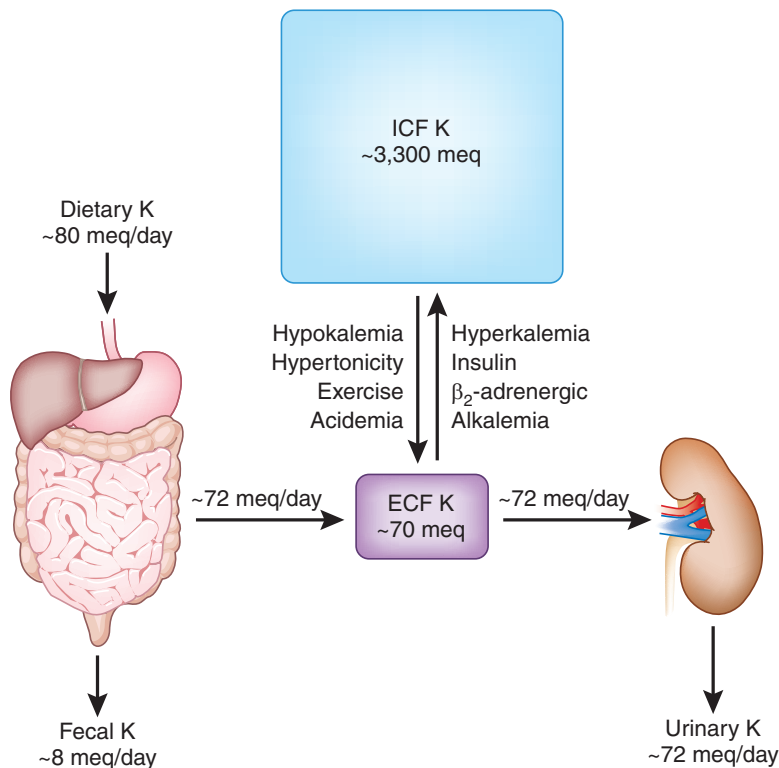 ICF K
~3,300 meq
Dietary K
~80 meq/day
Hypokalemia
Hypertonicity
Exercise
Acidemia
Hyperkalemia
Insulin
β₂-adrenergic
Alkalemia
~72 meq/day
ECF K
~70 meq
~72 meq/day
Fecal K
~8 meq/day
Urinary K
~72 meq/day